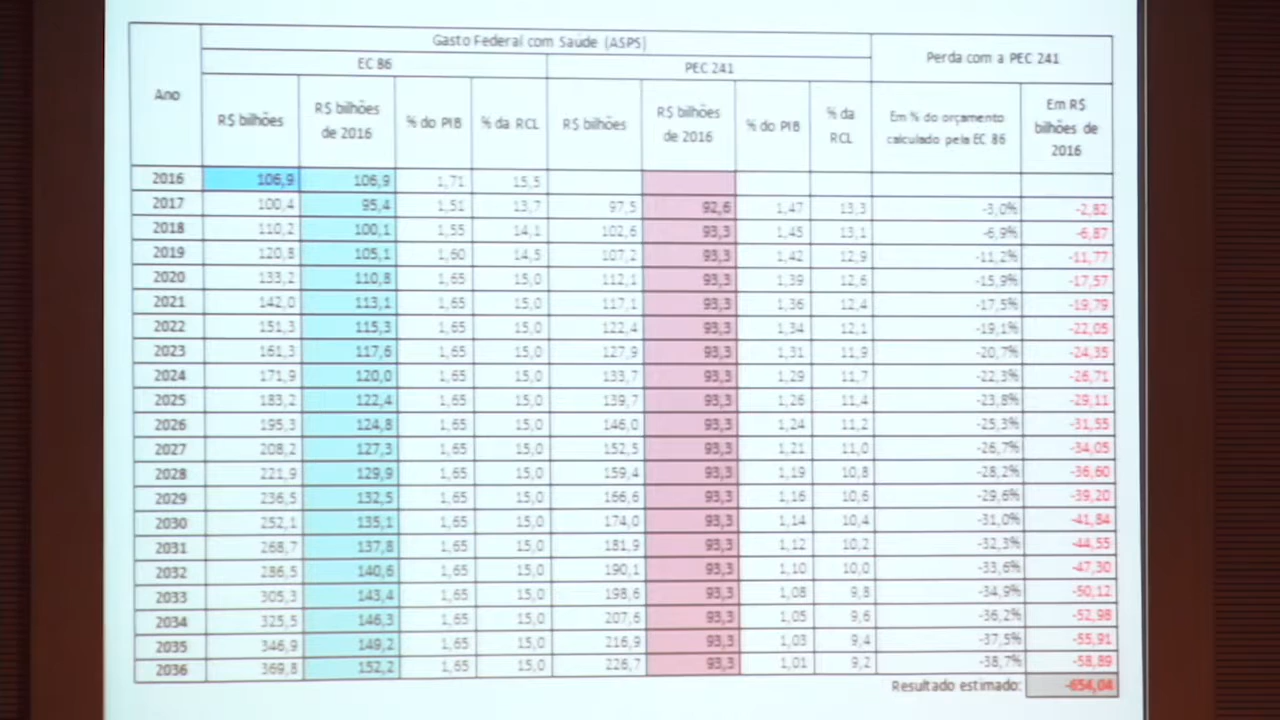 Gasto Federal com Saúde (ASPS)
Perda com a PEC 241
EC 86
PEC 241
Ano
R$ bilhões
R$ bilhões de 2016
% do PIB
% da RCL
R$ bilhões
R$ bilhões de 2016
% do PIB
% da RCL
Em % do orçamento calculado pela EC 86
Em R$ bilhões de 2016
2016 106,9 106,9 1,71 15,5
2017 100,4 95,4 1,51 13,7 97,5 92,6 1,47 13,3 -3,0% -2,82
2018 110,2 100,1 1,55 14,1 102,6 93,3 1,45 13,1 -6,9% -6,87
2019 120,8 105,1 1,60 14,5 107,2 93,3 1,42 12,9 -11,2% -11,77
2020 133,2 110,8 1,65 15,0 112,1 93,3 1,39 12,6 -15,9% -17,57
2021 142,0 113,1 1,65 15,0 117,1 93,3 1,36 12,4 -17,5% -19,79
2022 151,3 115,3 1,65 15,0 122,4 93,3 1,34 12,1 -19,1% -22,05
2023 161,3 117,6 1,65 15,0 127,9 93,3 1,31 11,9 -20,7% -24,35
2024 171,9 120,0 1,65 15,0 133,7 93,3 1,29 11,7 -22,3% -26,71
2025 183,2 122,4 1,65 15,0 139,7 93,3 1,26 11,4 -23,8% -29,11
2026 195,3 124,8 1,65 15,0 146,0 93,3 1,24 11,2 -25,3% -31,55
2027 208,2 127,3 1,65 15,0 152,5 93,3 1,21 11,0 -26,7% -34,05
2028 221,9 129,9 1,65 15,0 159,4 93,3 1,19 10,8 -28,2% -36,60
2029 236,5 132,5 1,65 15,0 166,6 93,3 1,16 10,6 -29,6% -39,20
2030 252,1 135,1 1,65 15,0 174,0 93,3 1,14 10,4 -31,0% -41,84
2031 268,7 137,8 1,65 15,0 181,9 93,3 1,12 10,2 -32,3% -44,55
2032 286,5 140,6 1,65 15,0 190,1 93,3 1,10 10,0 -33,6% -47,30
2033 305,3 143,4 1,65 15,0 198,6 93,3 1,08 9,8 -34,9% -50,12
2034 325,5 146,3 1,65 15,0 207,6 93,3 1,05 9,6 -36,2% -52,98
2035 346,9 149,2 1,65 15,0 216,9 93,3 1,03 9,4 -37,5% -55,91
2036 369,8 152,2 1,65 15,0 226,7 93,3 1,01 9,2 -38,7% -58,89
Resultado estimado: -654,04